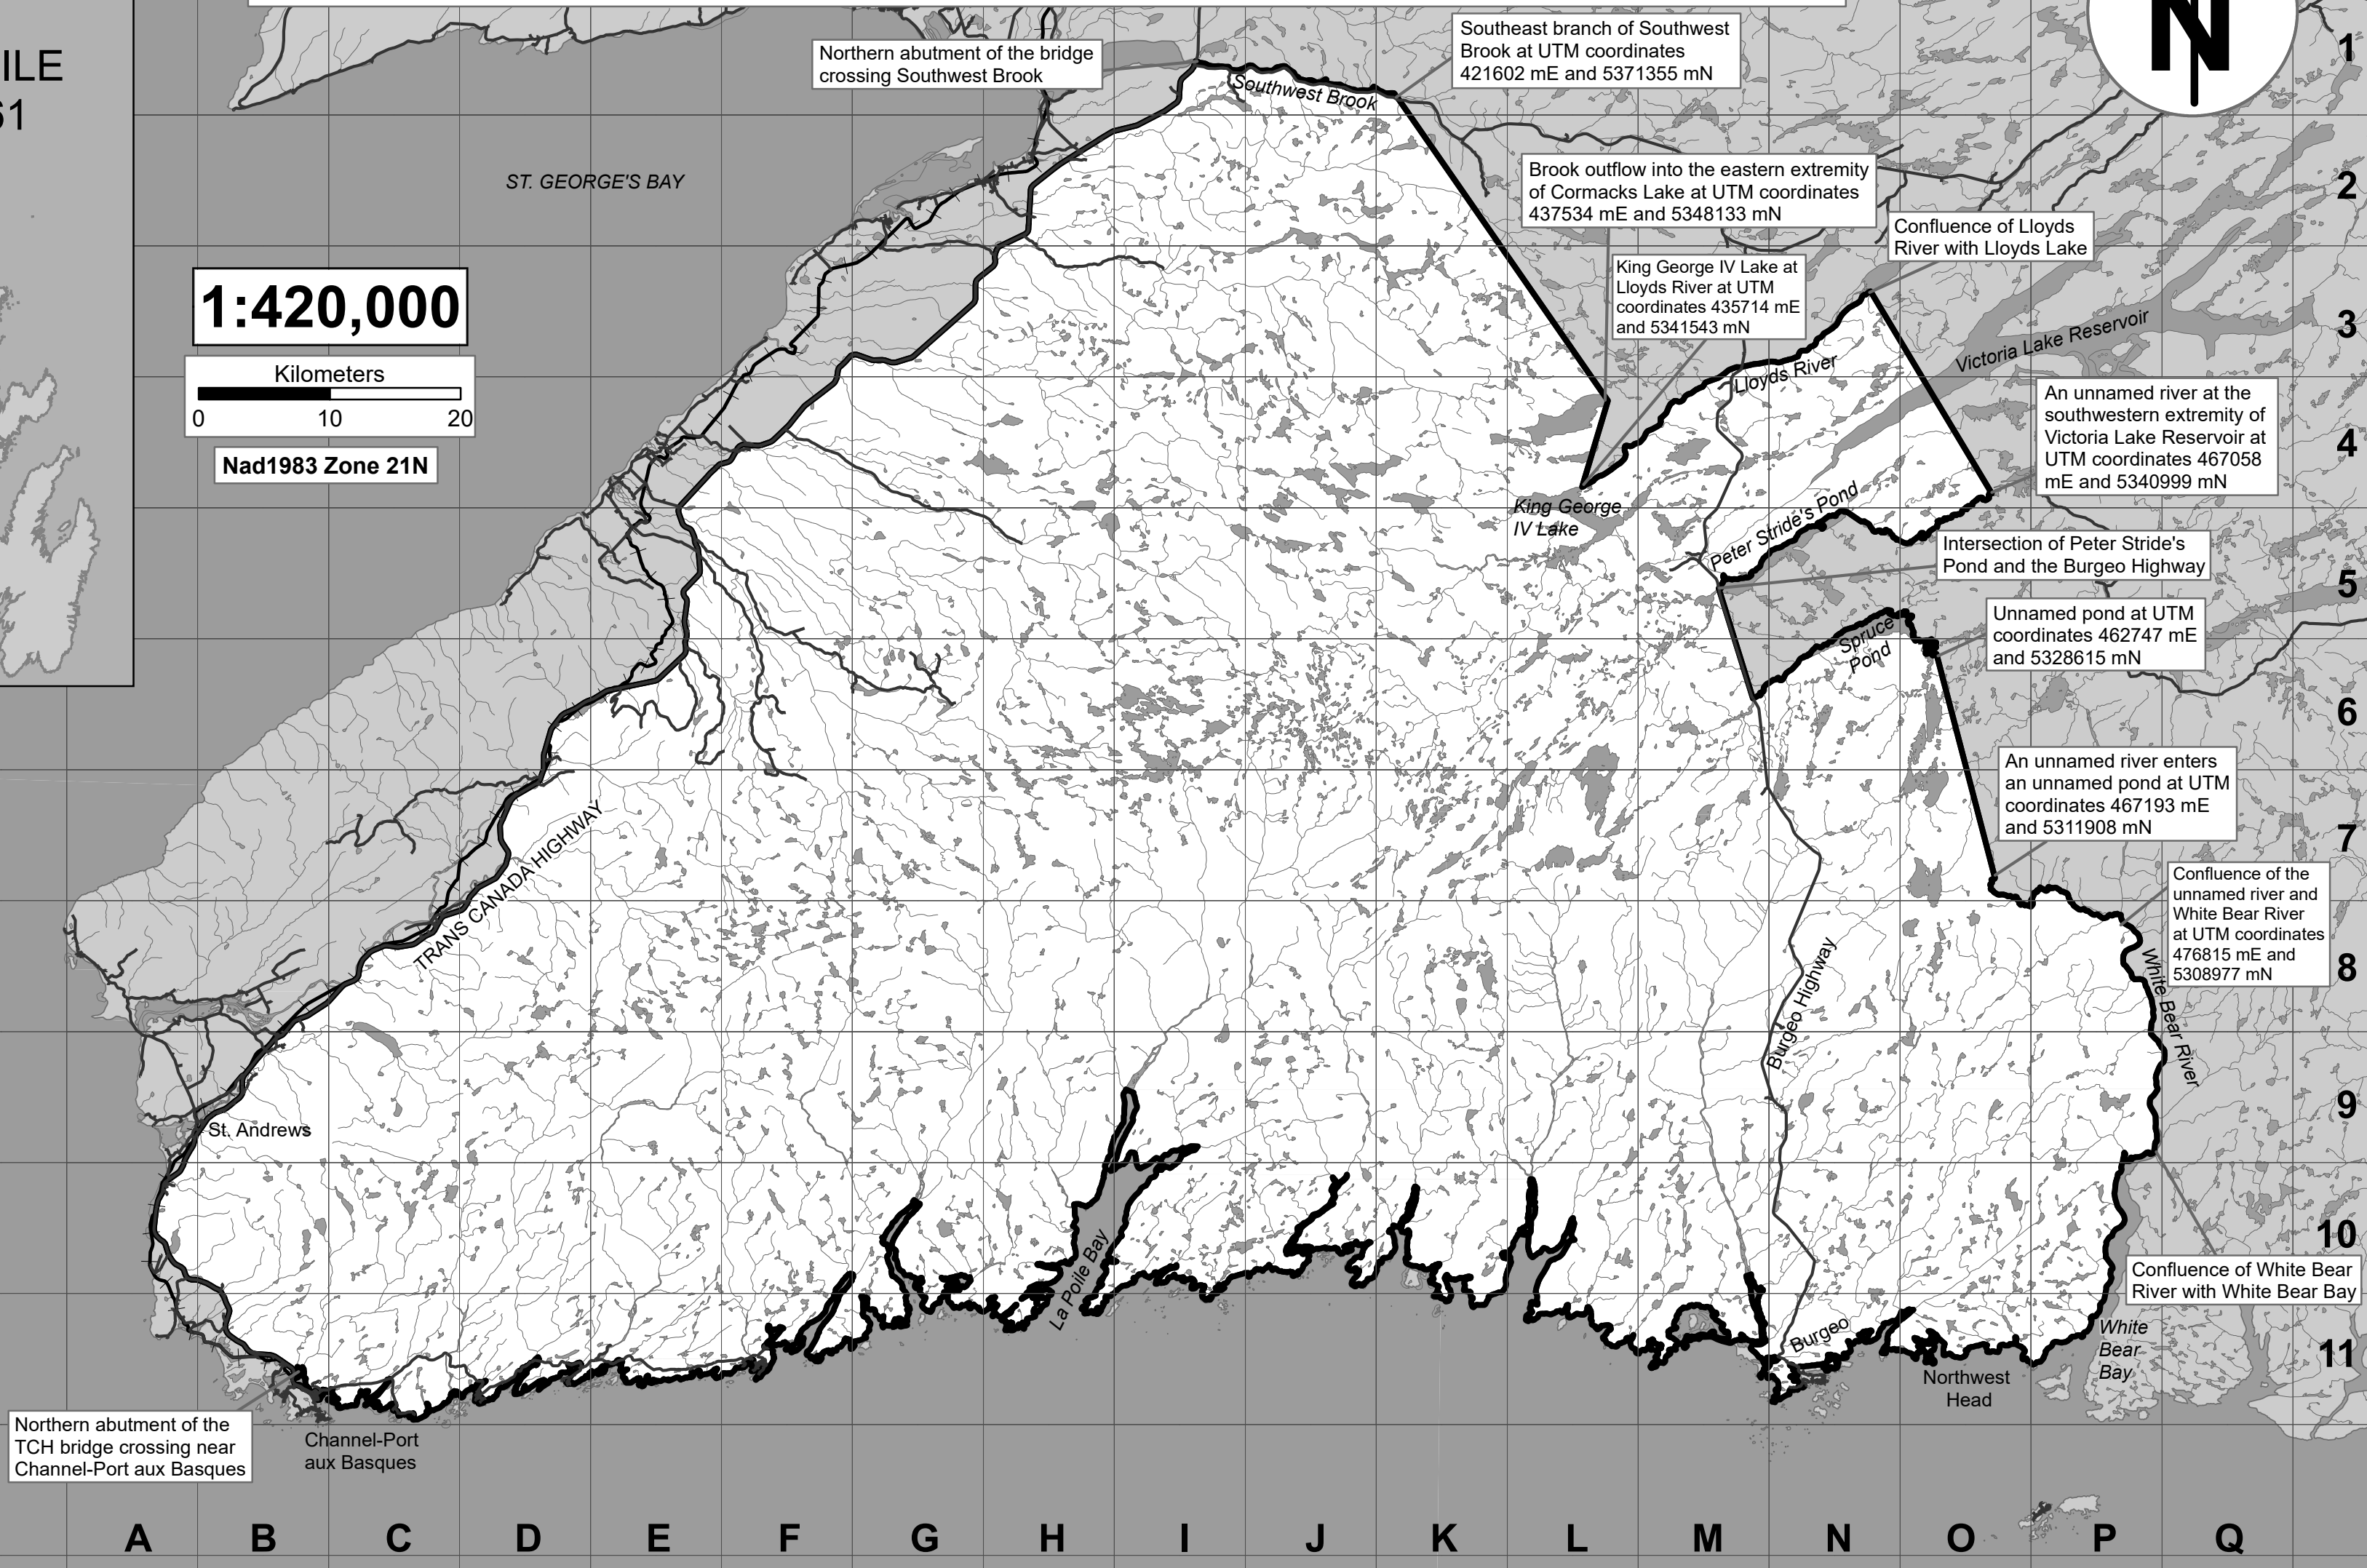 ILE
61
N
Northern abutment of the bridge
crossing Southwest Brook
Southeast branch of Southwest
Brook at UTM coordinates
421602 mE and 5371355 mN
1
Southwest Brook
ST. GEORGE'S BAY
Brook outflow into the eastern extremity
of Cormacks Lake at UTM coordinates
437534 mE and 5348133 mN
2
Confluence of Lloyds
River with Lloyds Lake
King George IV Lake at
Lloyds River at UTM
coordinates 435714 mE
and 5341543 mN
1:420,000
Kilometers
0 10 20
Nad1983 Zone 21N
3
Victoria Lake Reservoir
Lloyds River
An unnamed river at the
southwestern extremity of
Victoria Lake Reservoir at
UTM coordinates 467058
mE and 5340999 mN
4
King George
IV Lake
Peter Stride's Pond
Intersection of Peter Stride's
Pond and the Burgeo Highway
5
Unnamed pond at UTM
coordinates 462747 mE
and 5328615 mN
Spruce
Pond
6
An unnamed river enters
an unnamed pond at UTM
coordinates 467193 mE
and 5311908 mN
7
TRANS CANADA HIGHWAY
Confluence of the
unnamed river and
White Bear River
at UTM coordinates
476815 mE and
5308977 mN
8
White Bear River
Burgeo Highway
9
St. Andrews
10
La Poile Bay
Confluence of White Bear
River with White Bear Bay
Burgeo
White
Bear
Bay
11
Northwest
Head
Northern abutment of the
TCH bridge crossing near
Channel-Port aux Basques
Channel-Port
aux Basques
A B C D E F G H I J K L M N O P Q